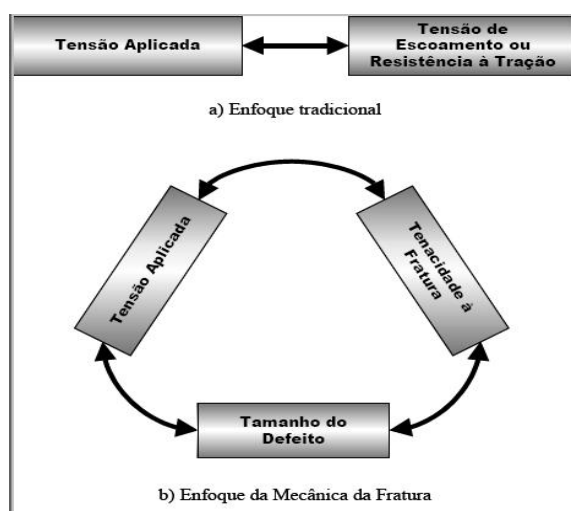 Tensão Aplicada
Tensão de
Escoamento ou
Resistência à Tração
a) Enfoque tradicional
Tensão Aplicada
Tenacidade à
Fratura
Tamanho do
Defeito
b) Enfoque da Mecânica da Fratura